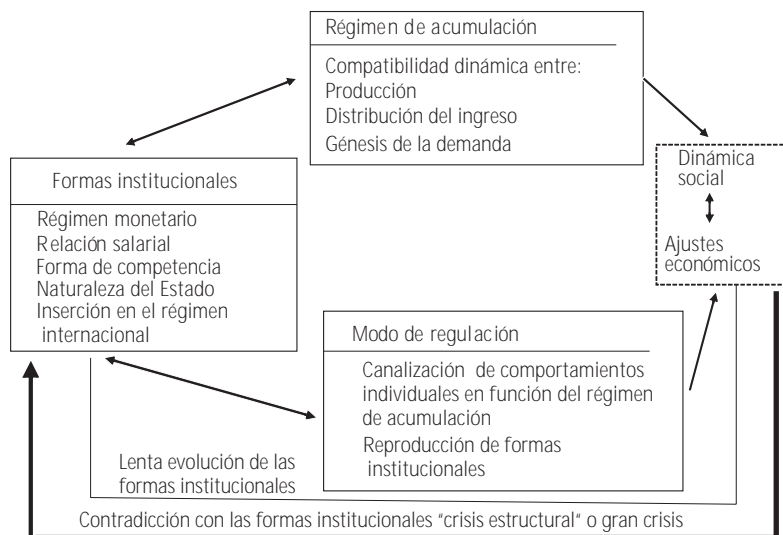 Régimen de acumulación
Compatibilidad dinámica entre:
Producción
Distribución del ingreso
Génesis de la demanda
Formas institucionales
Régimen monetario
Relación salarial
Forma de competencia
Naturaleza del Estado
Inserción en el régimen
internacional
Dinámica
social
Ajustes
económicos
Modo de regulación
Canalización de comportamientos
individuales en función del régimen
de acumulación
Reproducción de formas
institucionales
Lenta evolución de las
formas institucionales
Contradicción con las formas institucionales "crisis estructural" o gran crisis